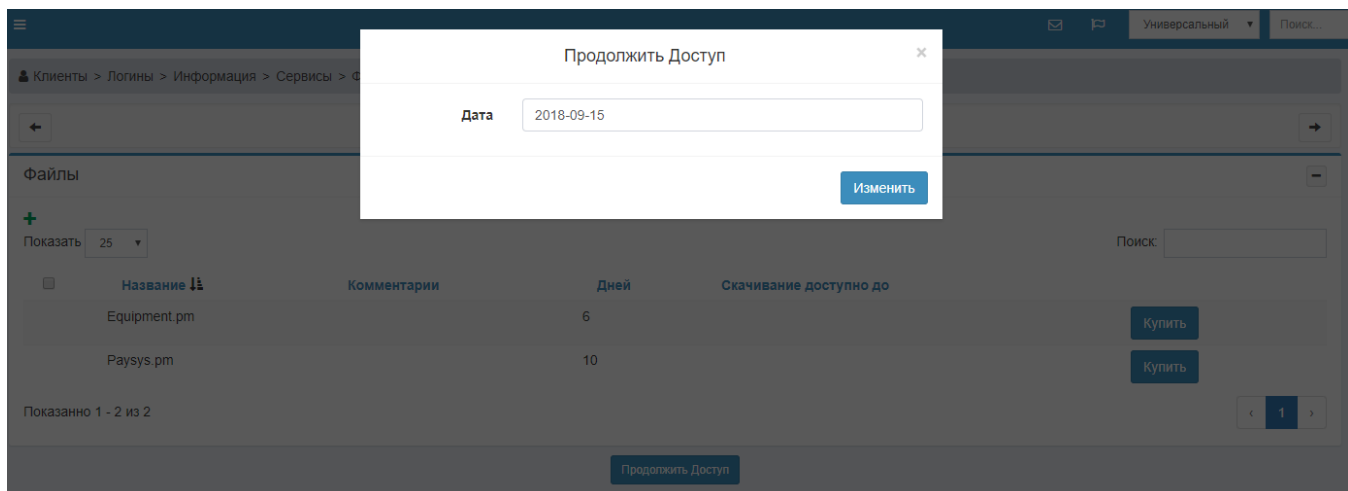 Универсальный Поиск...
Продолжить Доступ ×
Клиенты > Логины > Информация > Сервисы > Ф
Дата 2018-09-15
Файлы
Изменить
Показать 25 Поиск:
Название Комментарии Дней Скачивание доступно до
Equipment.pm 6 Купить
Paysys.pm 10 Купить
Показанно 1 - 2 из 2 ‹ 1 ›
Продолжить Доступ